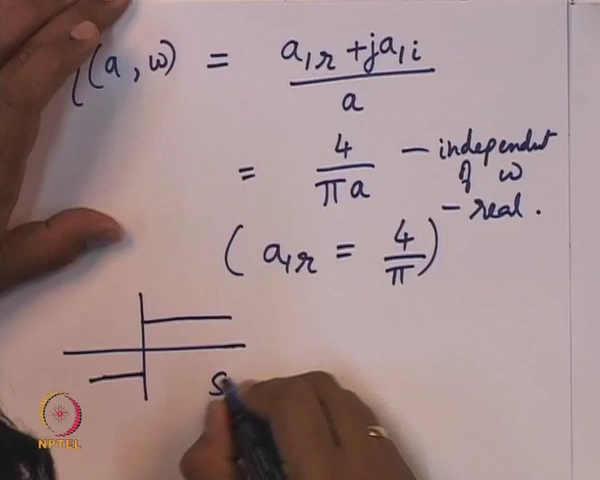 (a, w) = a₁r + ja₁i / a
= 4 / πa – independent of w
– real.
( a₁r = 4 / π )
S
NPTEL